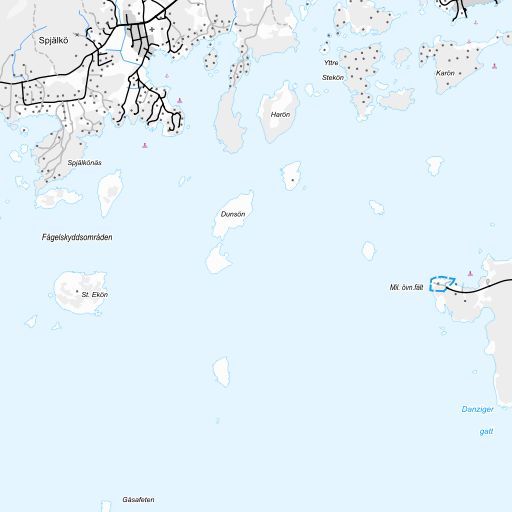 Spjälkö
Yttre
Stekön
Karön
Harön
Spjälkönäs
Dunsön
Fågelskyddsområden
St. Ekön
Mil. övn.fält
Danziger
gatt
Gåsafeten